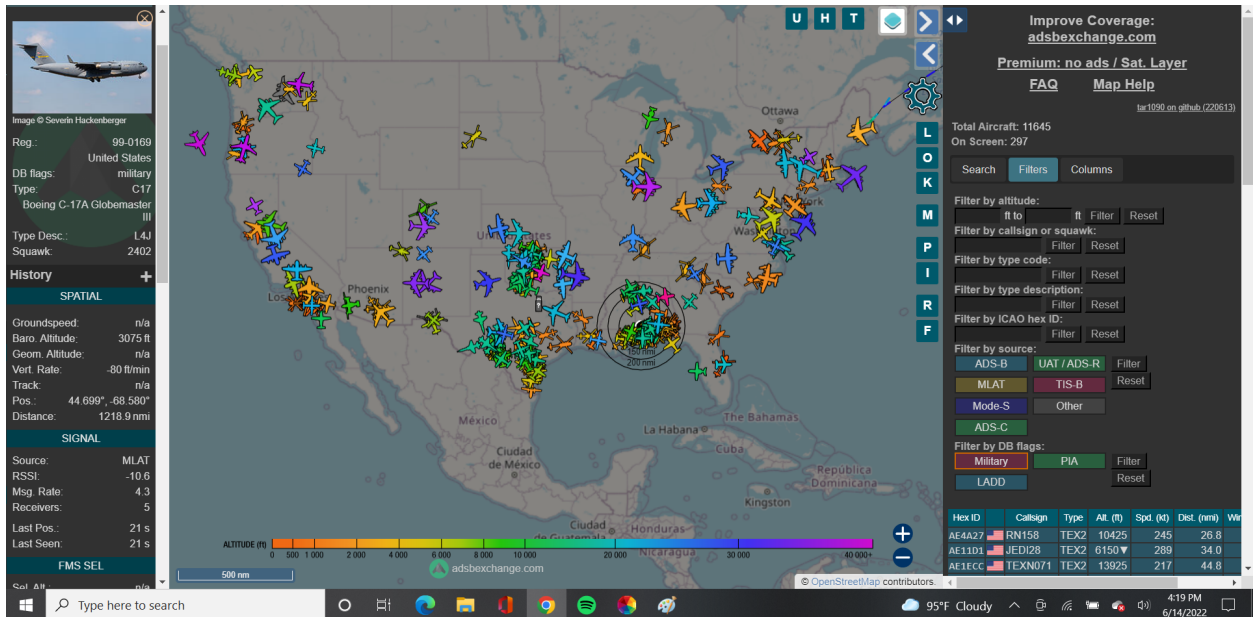 Image © Severin Hackenberger
Reg.: 99-0169
United States
DB flags: military
Type: C17
Boeing C-17A Globemaster
III
Type Desc.: L4J
Squawk: 2402
History +
SPATIAL
Groundspeed: n/a
Baro. Altitude: 3075 ft
Geom. Altitude: n/a
Vert. Rate: -80 ft/min
Track: n/a
Pos.: 44.699°, -68.580°
Distance: 1218.9 nmi
SIGNAL
Source: MLAT
RSSI: -10.6
Msg. Rate: 4.3
Receivers: 5
Last Pos.: 21 s
Last Seen: 21 s
FMS SEL
Sel. Alt.: n/a
U H T
L
O
K
M
P
I
R
F
Ottawa
United States
Phoenix
México
Ciudad
de México
La Habana
Cuba
The Bahamas
República
Dominicana
Kingston
Ciudad
de Guatemala
Honduras
Nicaragua
150 nmi
200 nmi
ALTITUDE (ft) 0 500 1 000 2 000 4 000 6 000 8 000 10 000 20 000 30 000 40 000+
adsbexchange.com
500 nm
© OpenStreetMap contributors.
Improve Coverage:
adsbexchange.com
Premium: no ads / Sat. Layer
FAQ Map Help
tar1090 on github (220613)
Total Aircraft: 11645
On Screen: 297
Search Filters Columns
Filter by altitude:
ft to ft Filter Reset
Filter by callsign or squawk:
Filter Reset
Filter by type code:
Filter Reset
Filter by type description:
Filter Reset
Filter by ICAO hex ID:
Filter Reset
Filter by source:
ADS-B UAT / ADS-R Filter
MLAT TIS-B Reset
Mode-S Other
ADS-C
Filter by DB flags:
Military PIA Filter
LADD Reset
Hex ID Callsign Type Alt. (ft) Spd. (kt) Dist. (nmi)
AE4A27 RN158 TEX2 10425 245 26.8
AE11D1 JEDI28 TEX2 6150▼ 289 34.0
AE1ECC TEXN071 TEX2 13925 217 44.8
Type here to search
95°F Cloudy
4:19 PM
6/14/2022